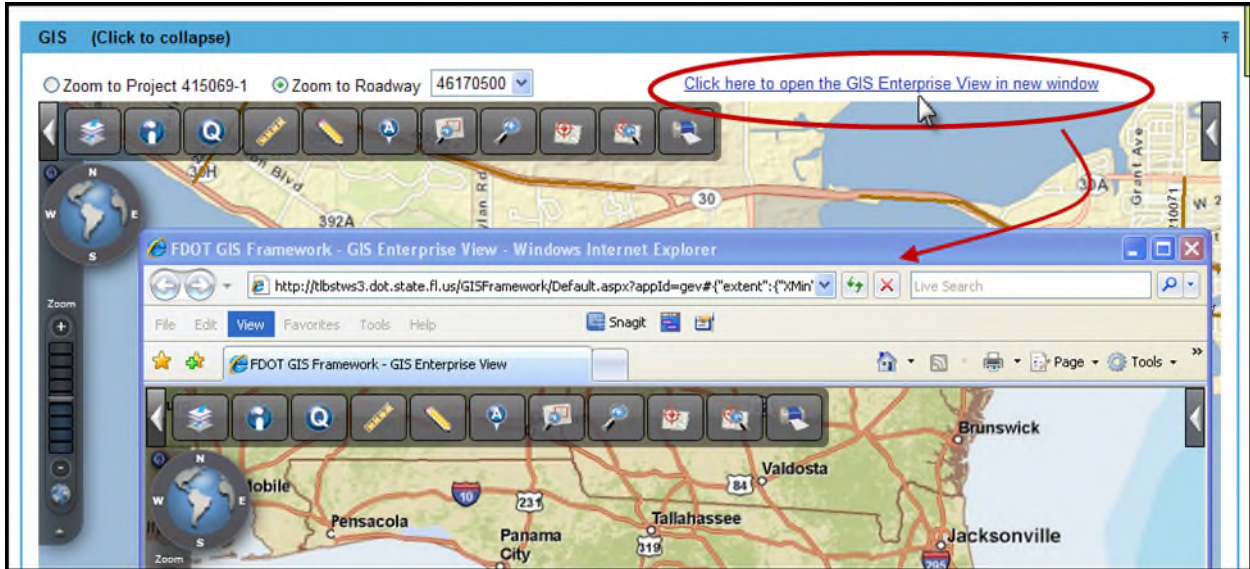 GIS (Click to collapse)
Zoom to Project 415069-1 Zoom to Roadway 46170500 Click here to open the GIS Enterprise View in new window
Q A
N
W E
S
Zoom
30H
Blvd
392A
30
30A
Grant Ave
210071
W 2
FDOT GIS Framework - GIS Enterprise View - Windows Internet Explorer
http://tlbstws3.dot.state.fl.us/GISFramework/Default.aspx?appId=gev#{"extent":{"XMin'
Live Search
File Edit View Favorites Tools Help Snagit
FDOT GIS Framework - GIS Enterprise View
Page Tools »
Q A
N
W E
S
Zoom
Mobile
10
231
84
Valdosta
Brunswick
Pensacola
Panama
City
Tallahassee
319
Jacksonville
295